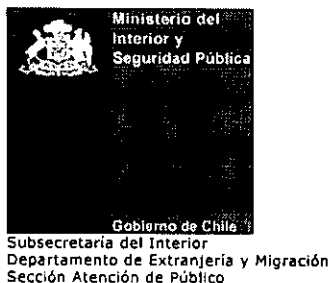 Ministerio del
Interior y
Seguridad Pública
Gobierno de Chile
Subsecretaría del Interior
Departamento de Extranjería y Migración
Sección Atención de Público